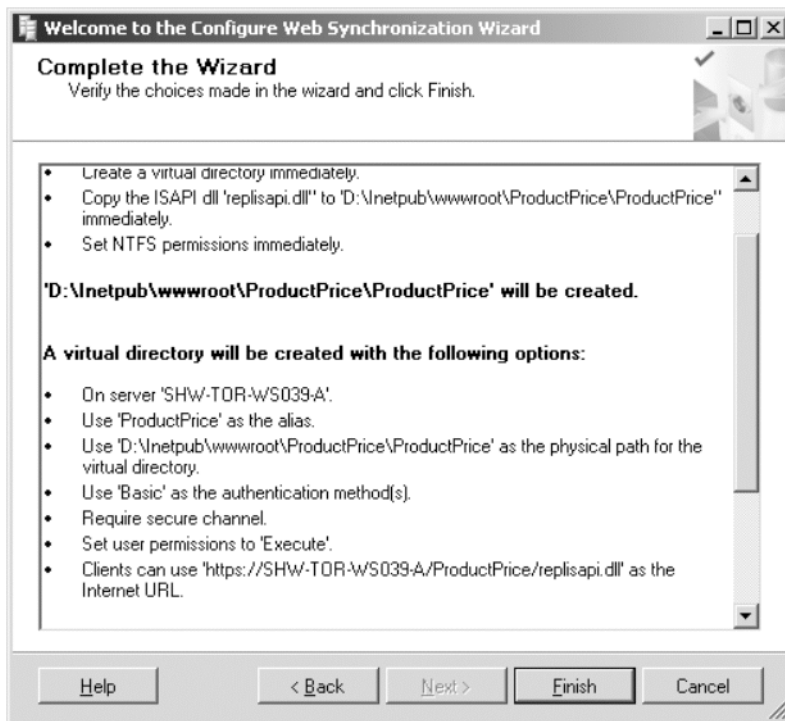 Welcome to the Configure Web Synchronization Wizard
Complete the Wizard
Verify the choices made in the wizard and click Finish.
• Create a virtual directory immediately.
• Copy the ISAPI dll 'replisapi.dll" to 'D:\Inetpub\wwwroot\ProductPrice\ProductPrice"
immediately.
• Set NTFS permissions immediately.
'D:\Inetpub\wwwroot\ProductPrice\ProductPrice' will be created.
A virtual directory will be created with the following options:
• On server 'SHW-TOR-WS039-A'.
• Use 'ProductPrice' as the alias.
• Use 'D:\Inetpub\wwwroot\ProductPrice\ProductPrice' as the physical path for the
virtual directory.
• Use 'Basic' as the authentication method(s).
• Require secure channel.
• Set user permissions to 'Execute'.
• Clients can use 'https://SHW-TOR-WS039-A/ProductPrice/replisapi.dll' as the
Internet URL.
Help < Back Next > Finish Cancel